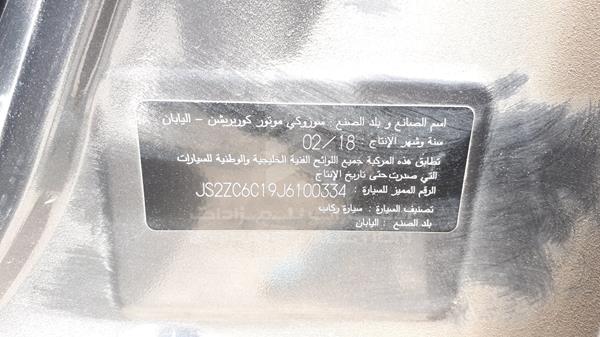 اسم الصانع و بلد الصنع : سوزوكي موتور كوربريشن – اليابان
سنة وشهر الإنتاج : 02/18
تطابق هذه المركبة جميع اللوائح الفنية الخليجية والوطنية للسيارات
التي صدرت حتى تاريخ الإنتاج
الرقم المميز للسيارة : JS2ZC6C19J6100334
تصنيف السيارة : سيارة ركاب
بلد الصنع : اليابان